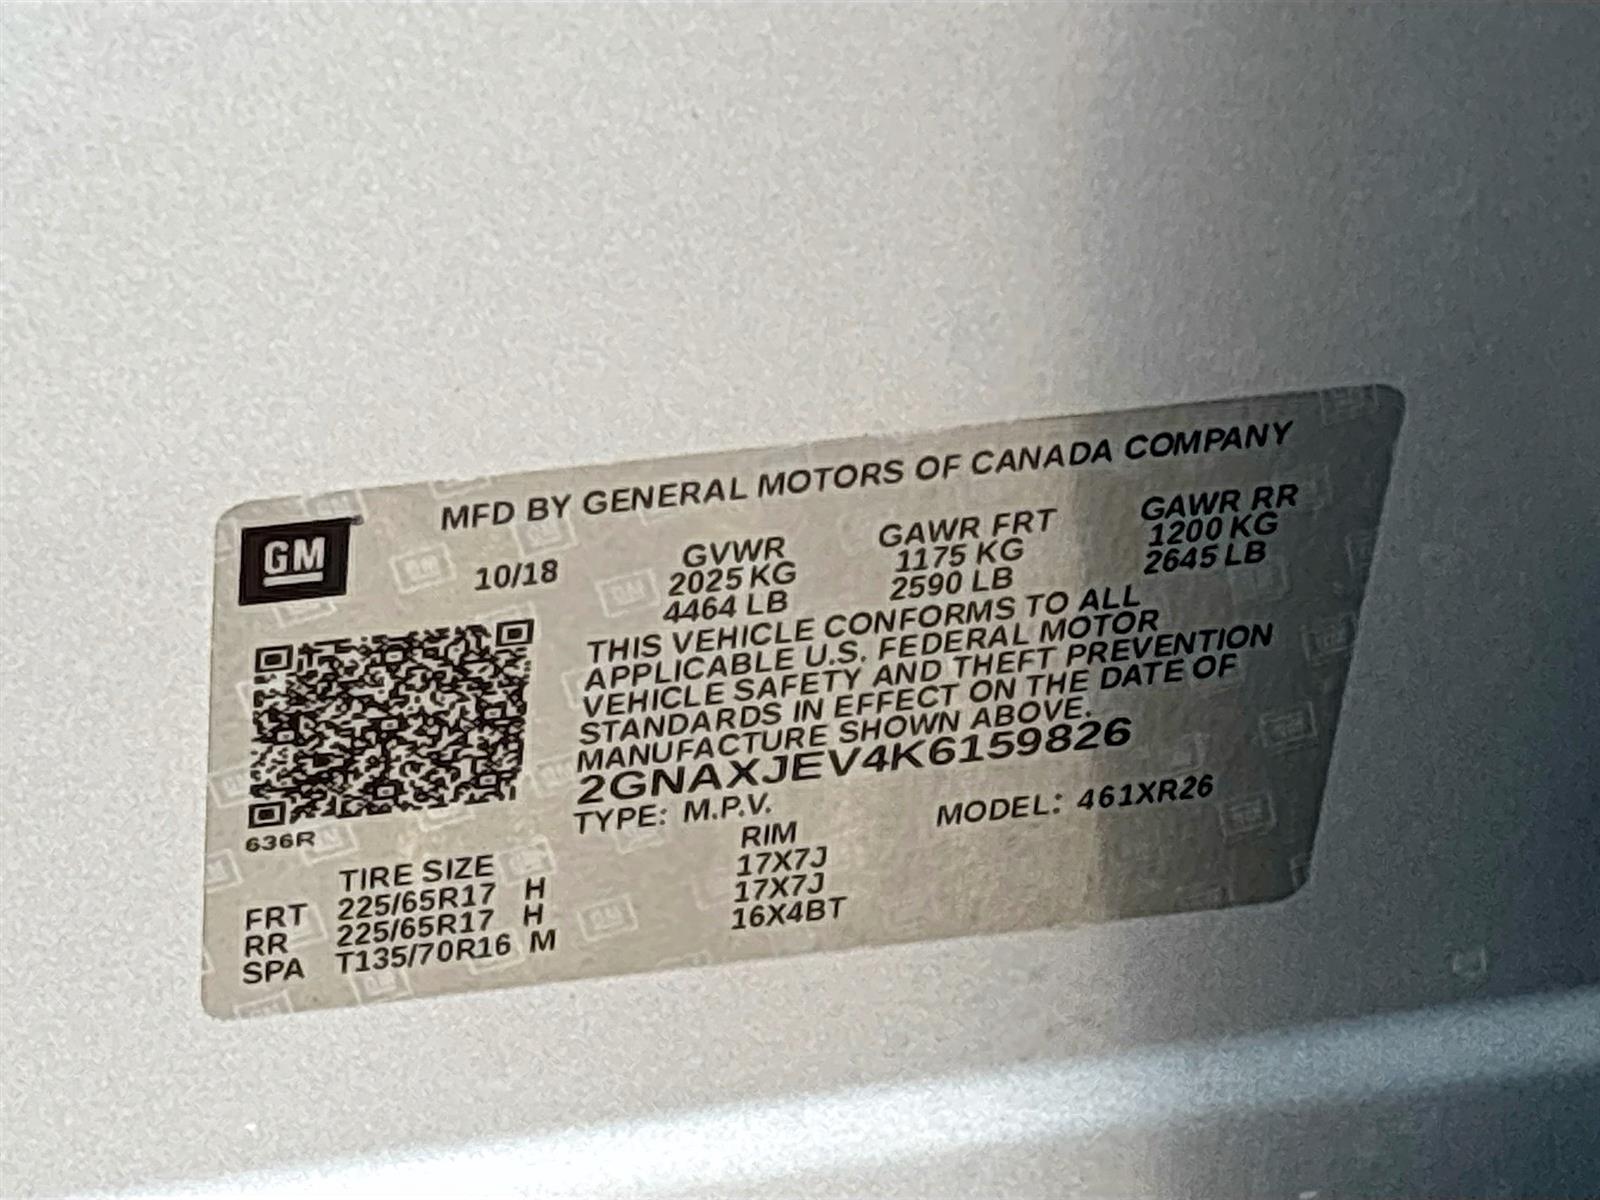 GM
MFD BY GENERAL MOTORS OF CANADA COMPANY
10/18 GVWR GAWR FRT GAWR RR
2025 KG 1175 KG 1200 KG
4464 LB 2590 LB 2645 LB
THIS VEHICLE CONFORMS TO ALL
APPLICABLE U.S. FEDERAL MOTOR
VEHICLE SAFETY AND THEFT PREVENTION
STANDARDS IN EFFECT ON THE DATE OF
MANUFACTURE SHOWN ABOVE.
2GNAXJEV4K6159826
TYPE: M.P.V. MODEL: 461XR26
636R
TIRE SIZE RIM
FRT 225/65R17 H 17X7J
RR 225/65R17 H 17X7J
SPA T135/70R16 M 16X4BT